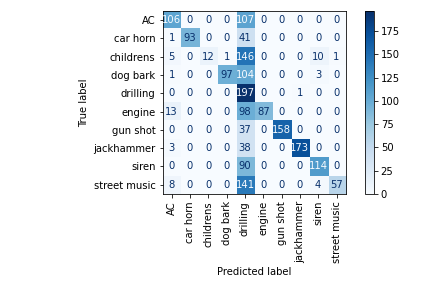 AC 106 0 0 0 107 0 0 0 0 0
car horn 1 93 0 0 41 0 0 0 0 0
childrens 5 0 12 1 146 0 0 0 10 1
dog bark 1 0 0 97 104 0 0 0 3 0
drilling 0 0 0 0 197 0 0 1 0 0
engine 13 0 0 0 98 87 0 0 0 0
gun shot 0 0 0 0 37 0 158 0 0 0
jackhammer 3 0 0 0 38 0 0 173 0 0
siren 0 0 0 0 90 0 0 0 114 0
street music 8 0 0 0 141 0 0 0 4 57
True label
AC
car horn
childrens
dog bark
drilling
engine
gun shot
jackhammer
siren
street music
Predicted label
175
150
125
100
75
50
25
0